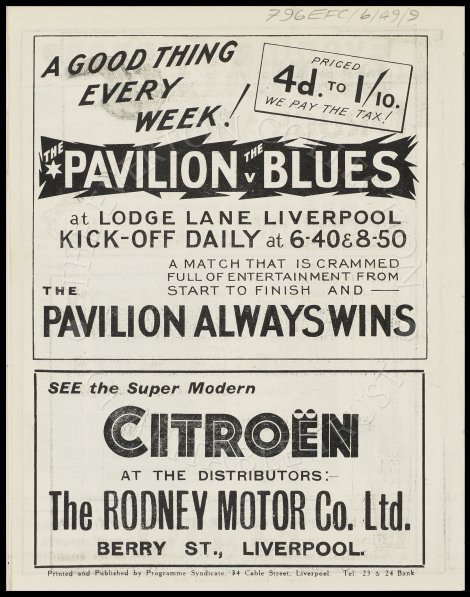 796EFC/6/49/9
A GOOD THING
EVERY
WEEK!
PRICED
4d. TO 1/10.
WE PAY THE TAX!
THE PAVILION v THE BLUES
at LODGE LANE LIVERPOOL
KICK-OFF DAILY at 6-40 & 8-50
A MATCH THAT IS CRAMMED
FULL OF ENTERTAINMENT FROM
START TO FINISH AND —
THE
PAVILION ALWAYS WINS
SEE the Super Modern
CITROËN
AT THE DISTRIBUTORS:—
The RODNEY MOTOR Co. Ltd.
BERRY ST., LIVERPOOL.
Printed and Published by Programme Syndicate, 34 Cable Street, Liverpool. Tel. 23 & 24 Bank